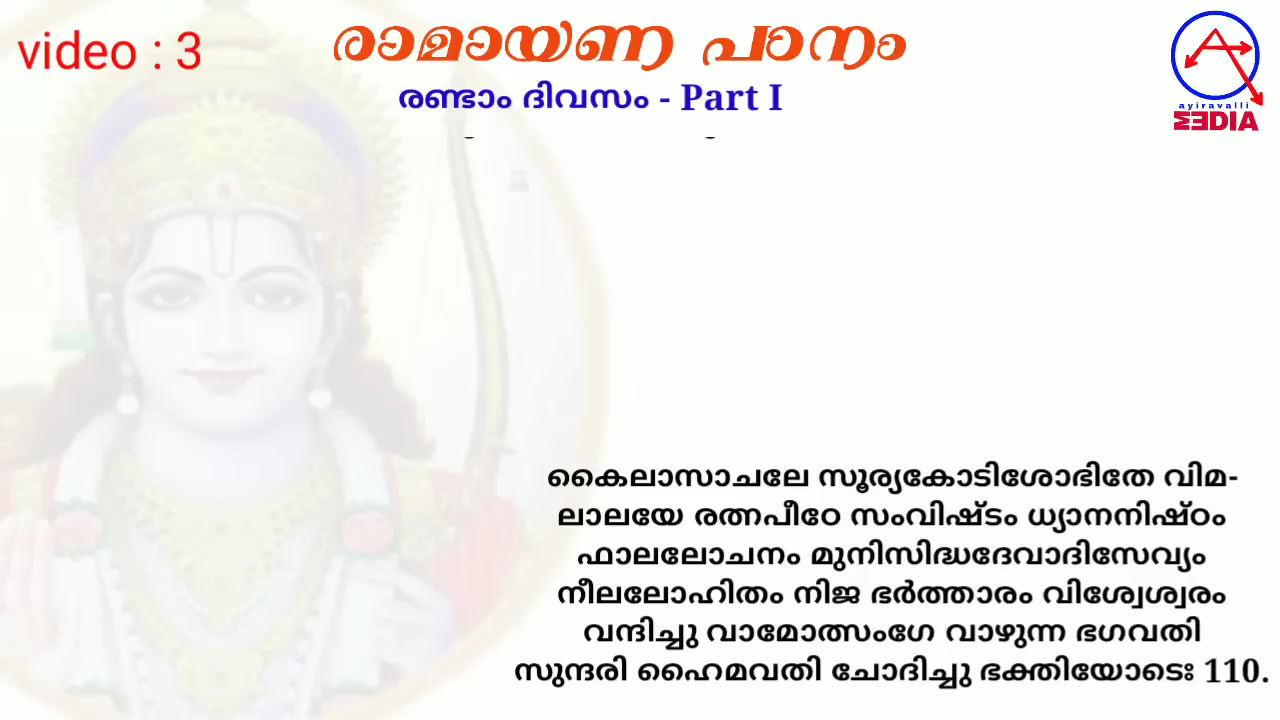 video : 3
രാമായണ പഠനം
രണ്ടാം ദിവസം - Part I
ayiravalli
MEDIA
കൈലാസാചലേ സൂര്യകോടിശോഭിതേ വിമ-
ലാലയേ രത്നപീഠേ സംവിഷ്ടം ധ്യാനനിഷ്ഠം
ഫാലലോചനം മുനിസിദ്ധദേവാദിസേവ്യം
നീലലോഹിതം നിജ ഭർത്താരം വിശ്വേശ്വരം
വന്ദിച്ചു വാമോത്സംഗേ വാഴുന്ന ഭഗവതി
സുന്ദരി ഹൈമവതി ചോദിച്ചു ഭക്തിയോടെഃ 110.